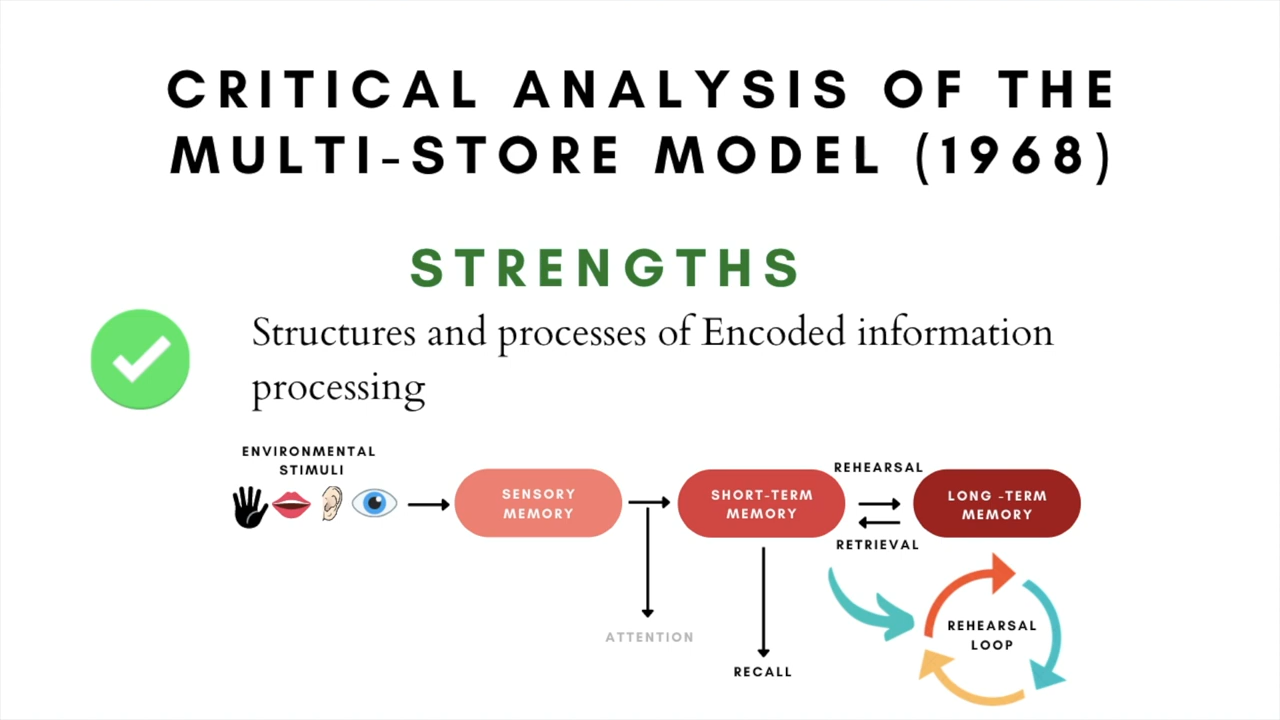 CRITICAL ANALYSIS OF THE
MULTI-STORE MODEL (1968)
STRENGTHS
Structures and processes of Encoded information
processing
ENVIRONMENTAL
STIMULI
SENSORY
MEMORY
SHORT-TERM
MEMORY
REHEARSAL
RETRIEVAL
LONG -TERM
MEMORY
ATTENTION
RECALL
REHEARSAL
LOOP